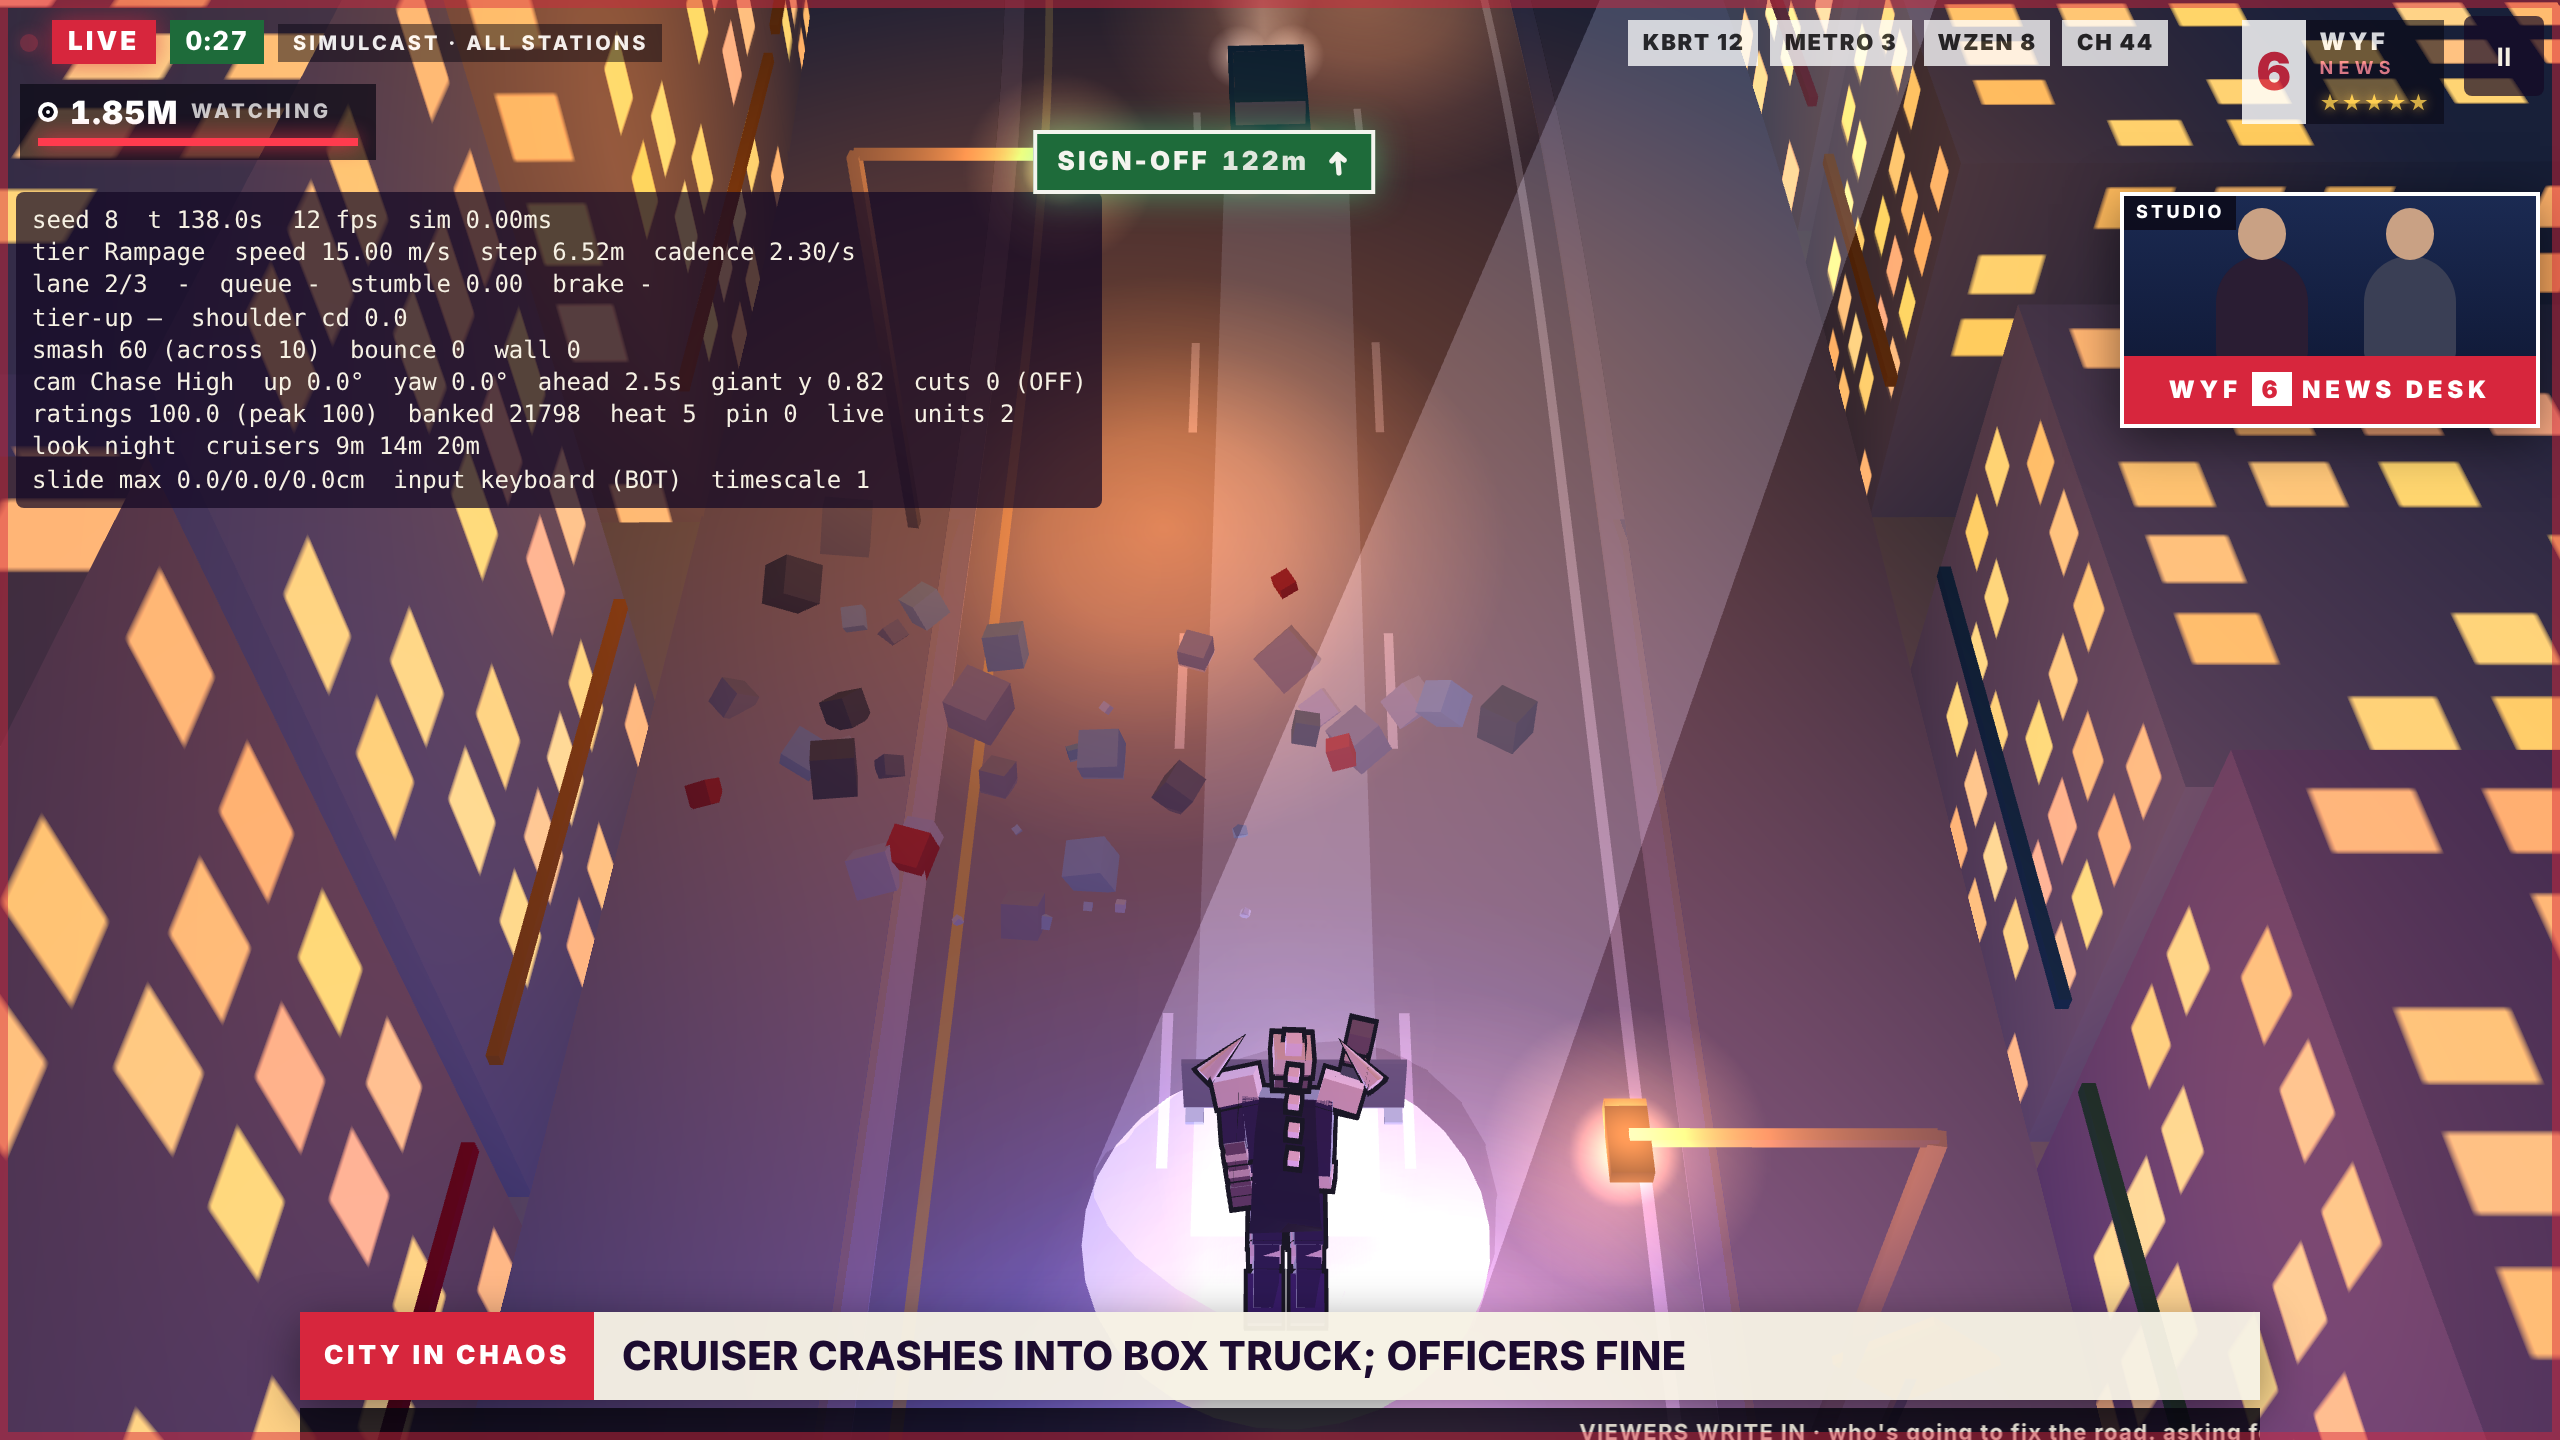 LIVE 0:27 SIMULCAST · ALL STATIONS
KBRT 12 METRO 3 WZEN 8 CH 44
6 WYF
NEWS
★★★★★
1.85M WATCHING
SIGN-OFF 122m ↑
seed 8 t 138.0s 12 fps sim 0.00ms
tier Rampage speed 15.00 m/s step 6.52m cadence 2.30/s
lane 2/3 - queue - stumble 0.00 brake -
tier-up — shoulder cd 0.0
smash 60 (across 10) bounce 0 wall 0
cam Chase High up 0.0° yaw 0.0° ahead 2.5s giant y 0.82 cuts 0 (OFF)
ratings 100.0 (peak 100) banked 21798 heat 5 pin 0 live units 2
look night cruisers 9m 14m 20m
slide max 0.0/0.0/0.0cm input keyboard (BOT) timescale 1
STUDIO
WYF 6 NEWS DESK
CITY IN CHAOS CRUISER CRASHES INTO BOX TRUCK; OFFICERS FINE
VIEWERS WRITE IN · who's going to fix the road, asking